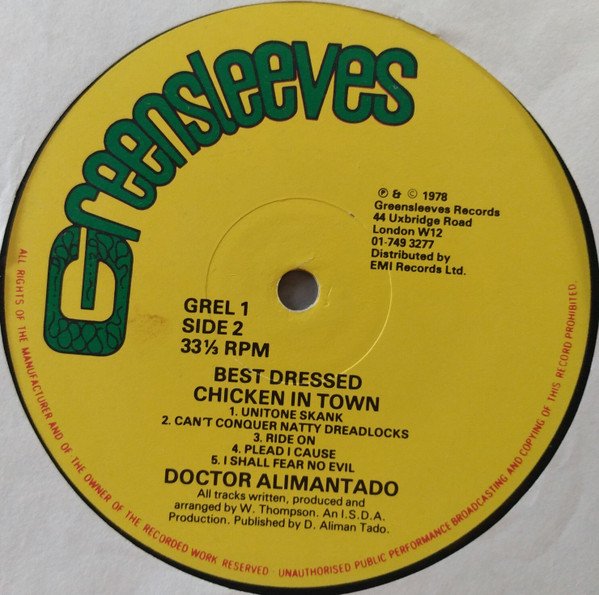 Greensleeves
℗ & © 1978
Greensleeves Records
44 Uxbridge Road
London W12
01-749 3277
Distributed by
EMI Records Ltd.
GREL 1
SIDE 2
33⅓ RPM
BEST DRESSED
CHICKEN IN TOWN
1. UNITONE SKANK
2. CAN'T CONQUER NATTY DREADLOCKS
3. RIDE ON
4. PLEAD I CAUSE
5. I SHALL FEAR NO EVIL
DOCTOR ALIMANTADO
All tracks written, produced and
arranged by W. Thompson. An I.S.D.A.
Production. Published by D. Aliman Tado.
ALL RIGHTS OF THE MANUFACTURER AND OF THE OWNER OF THE RECORDED WORK RESERVED · UNAUTHORISED PUBLIC PERFORMANCE BROADCASTING AND COPYING OF THIS RECORD PROHIBITED.